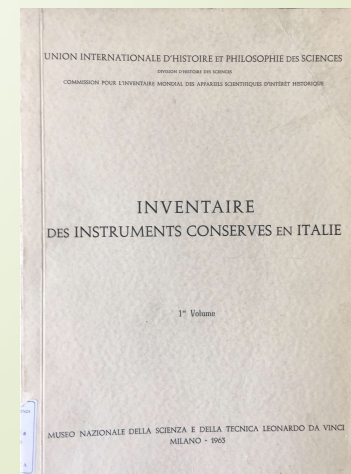 UNION INTERNATIONALE D'HISTOIRE ET PHILOSOPHIE DES SCIENCES
DIVISION D'HISTOIRE DES SCIENCES
COMMISSION POUR L'INVENTAIRE MONDIAL DES APPAREILS SCIENTIFIQUES D'INTÉRÊT HISTORIQUE
INVENTAIRE
DES INSTRUMENTS CONSERVES EN ITALIE
1er Volume
MUSEO NAZIONALE DELLA SCIENZA E DELLA TECNICA LEONARDO DA VINCI
MILANO - 1963